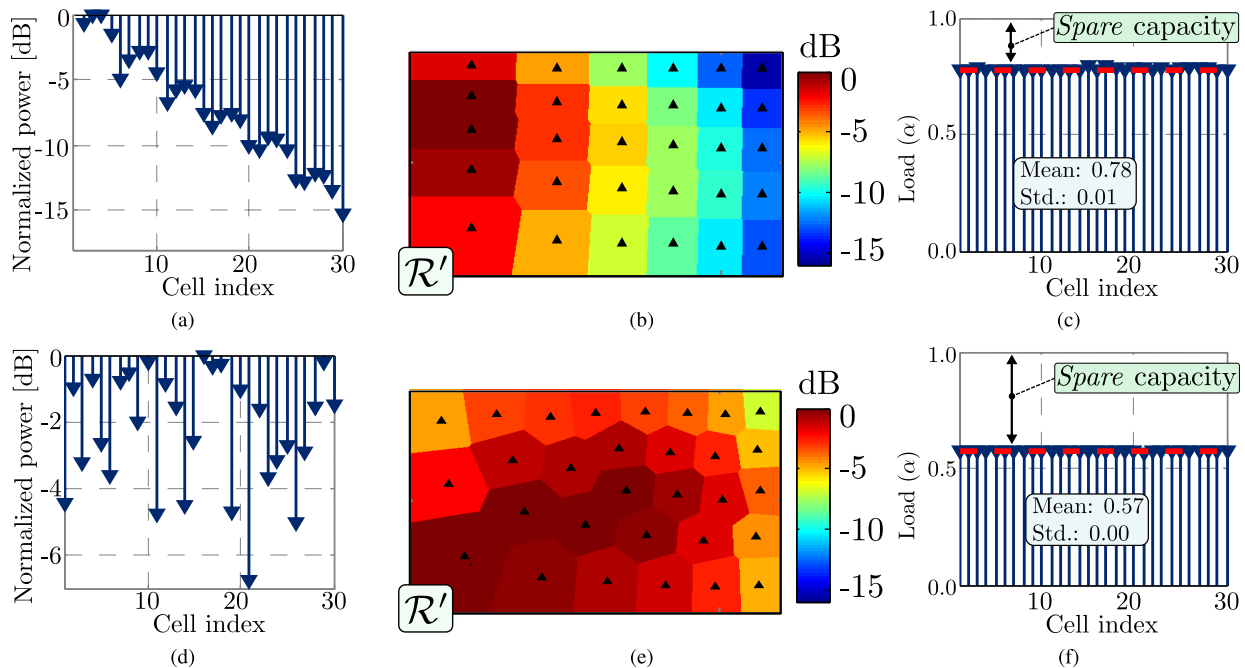 Normalized power [dB]
0
-5
-10
-15
10
20
30
Cell index
(a)
dB
0
-5
-10
-15
R′
(b)
Load (α)
1.0
0.5
0.0
Spare capacity
Mean: 0.78
Std.: 0.01
10
20
30
Cell index
(c)
Normalized power [dB]
0
-2
-4
-6
10
20
30
Cell index
(d)
dB
0
-5
-10
-15
R′
(e)
Load (α)
1.0
0.5
0.0
Spare capacity
Mean: 0.57
Std.: 0.00
10
20
30
Cell index
(f)